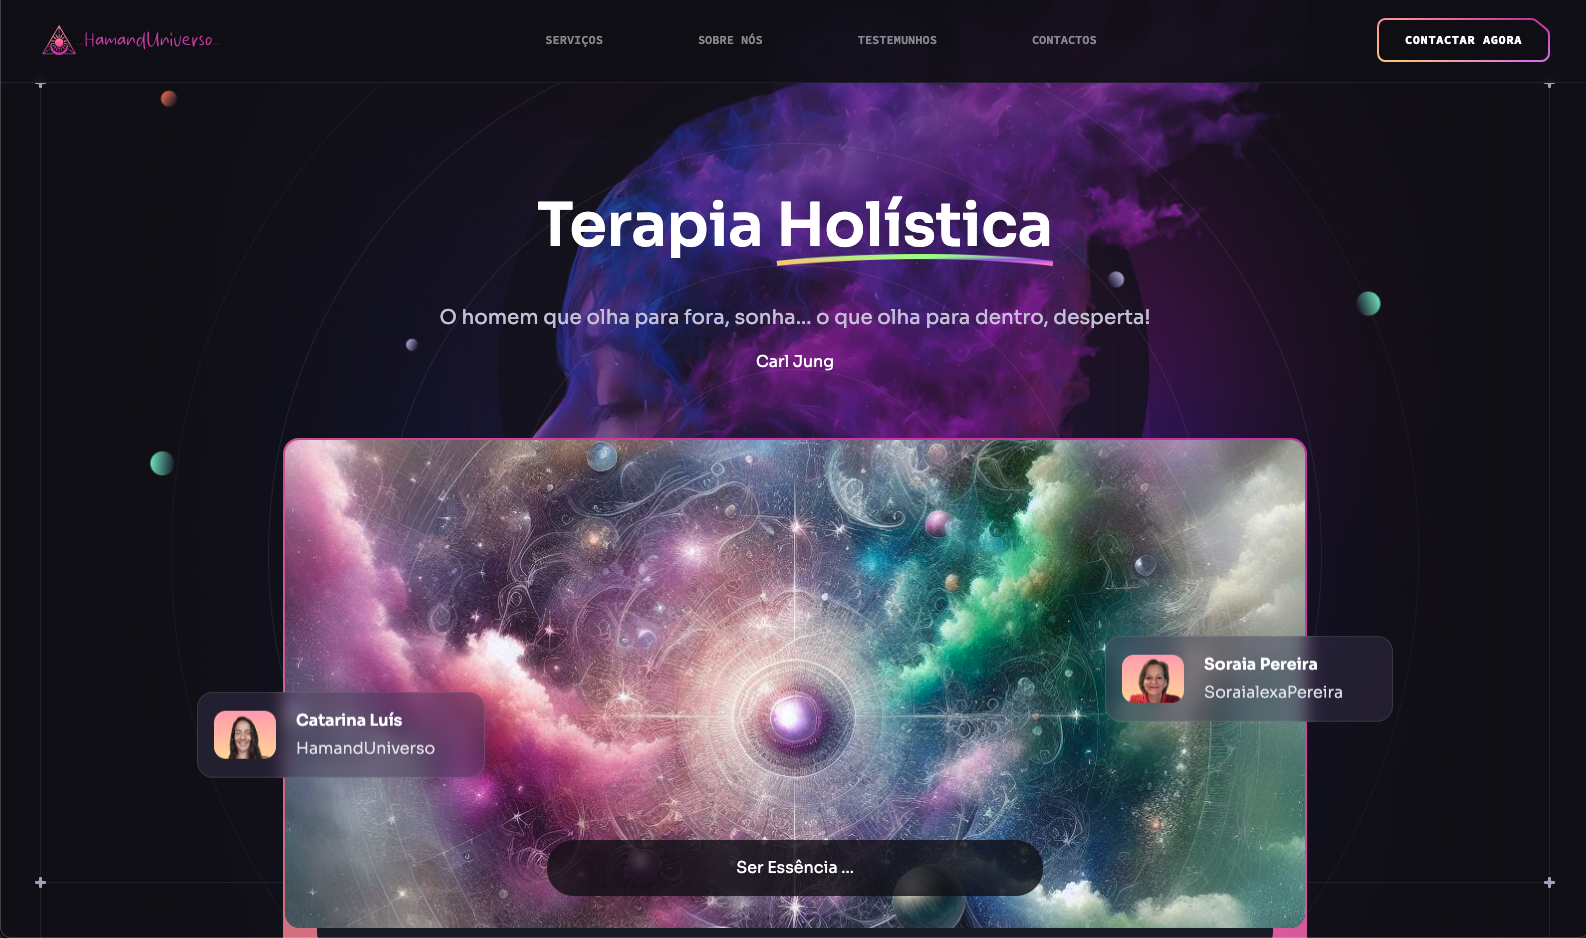 HamandUniverso
SERVIÇOS
SOBRE NÓS
TESTEMUNHOS
CONTACTOS
CONTACTAR AGORA
Terapia Holística
O homem que olha para fora, sonha... o que olha para dentro, desperta!
Carl Jung
Soraia Pereira
SoraialexaPereira
Catarina Luís
HamandUniverso
Ser Essência ...